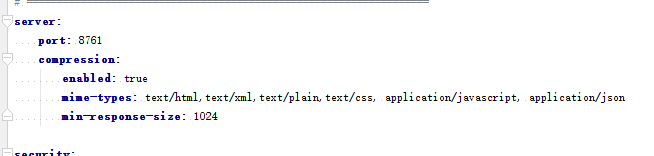 # ============================================================
server:
port: 8761
compression:
enabled: true
mime-types: text/html,text/xml,text/plain,text/css, application/javascript, application/json
min-response-size: 1024
security: